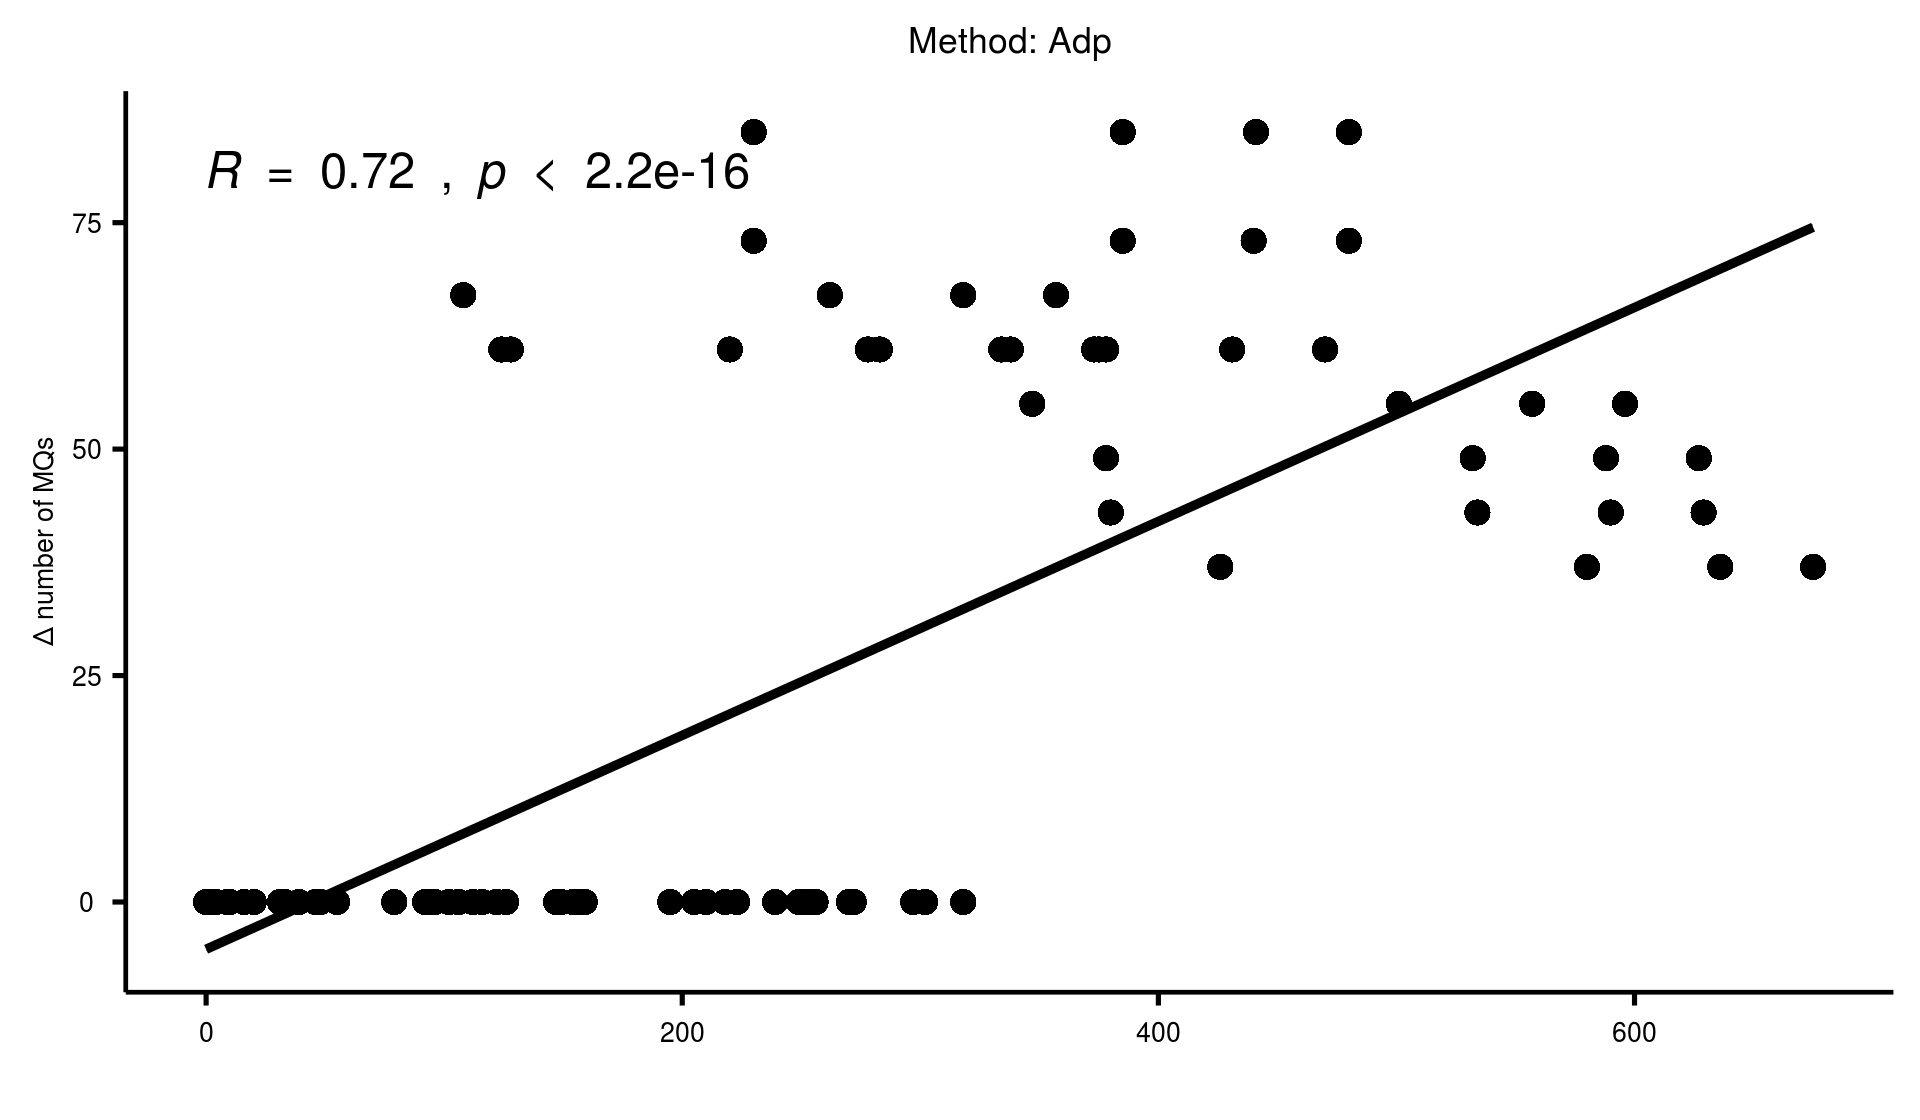 Method: Adp
R = 0.72 , p < 2.2e-16
Δ number of MQs
75
50
25
0
0 200 400 600